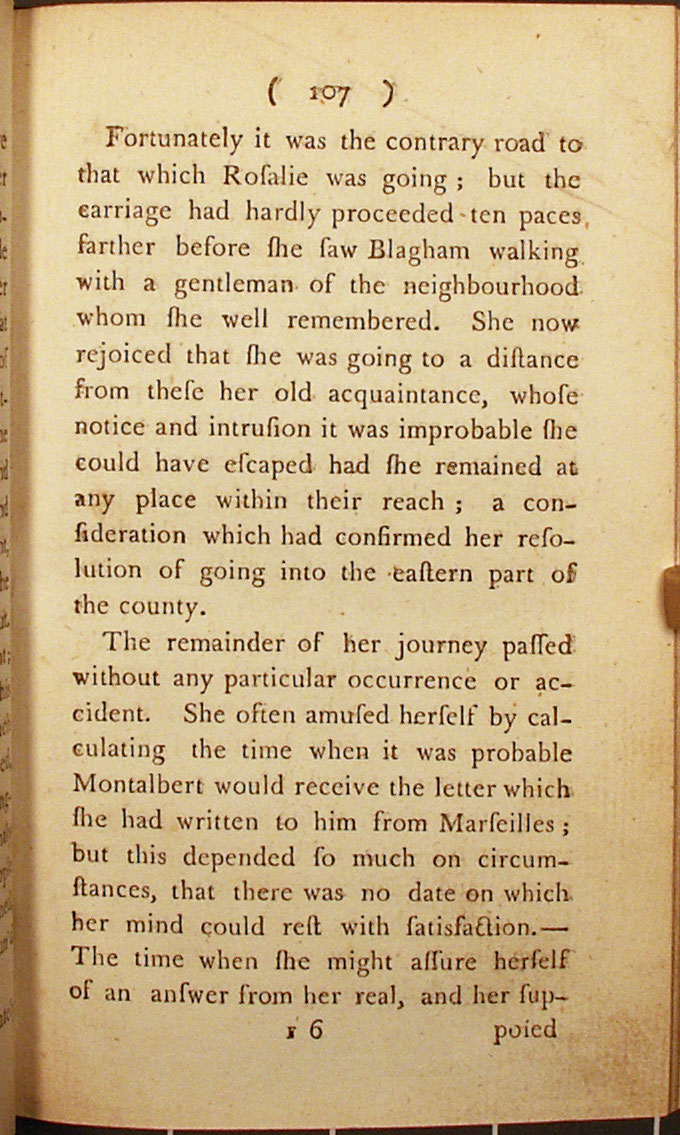 ( 107 )
Fortunately it was the contrary road to
that which Roſalie was going ; but the
carriage had hardly proceeded ten paces
farther before ſhe ſaw Blagham walking
with a gentleman of the neighbourhood
whom ſhe well remembered. She now
rejoiced that ſhe was going to a diſtance
from theſe her old acquaintance, whoſe
notice and intruſion it was improbable ſhe
could have eſcaped had ſhe remained at
any place within their reach ; a con-
ſideration which had confirmed her reſo-
lution of going into the eaſtern part of
the county.
The remainder of her journey paſſed
without any particular occurrence or ac-
cident. She often amuſed herſelf by cal-
culating the time when it was probable
Montalbert would receive the letter which
ſhe had written to him from Marſeilles ;
but this depended ſo much on circum-
ſtances, that there was no date on which
her mind could reſt with ſatisfaction.—
The time when ſhe might aſſure herſelf
of an anſwer from her real, and her ſup-
I 6 poſed